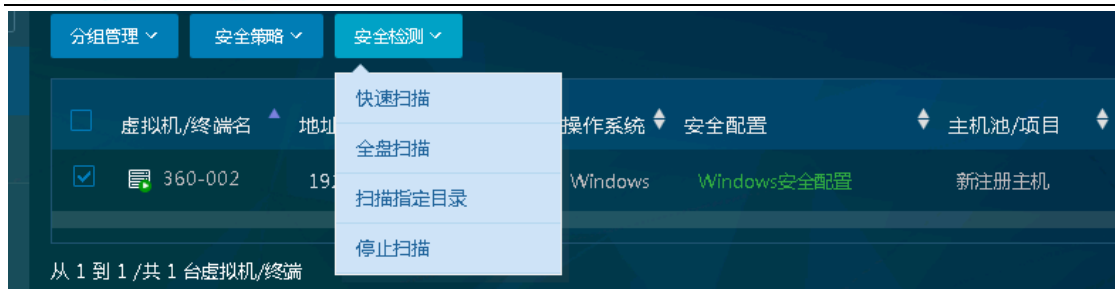 分组管理 安全策略 安全检测
快速扫描
虚拟机/终端名 地址 操作系统 安全配置 主机池/项目
全盘扫描
360-002 19 Windows Windows安全配置 新注册主机
扫描指定目录
停止扫描
从 1 到 1 /共 1 台虚拟机/终端